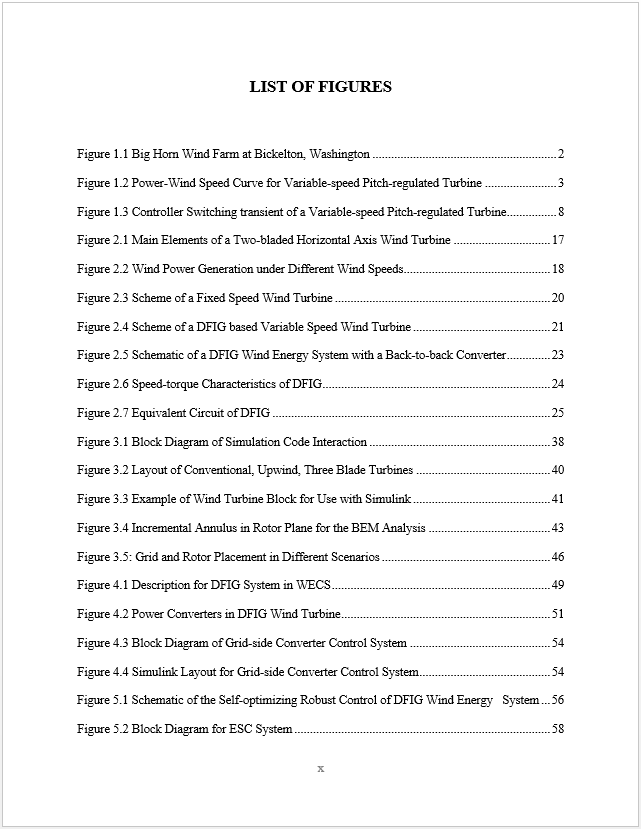 LIST OF FIGURES
Figure 1.1 Big Horn Wind Farm at Bickelton, Washington ............................................................2
Figure 1.2 Power-Wind Speed Curve for Variable-speed Pitch-regulated Turbine .......................3
Figure 1.3 Controller Switching transient of a Variable-speed Pitch-regulated Turbine................8
Figure 2.1 Main Elements of a Two-bladed Horizontal Axis Wind Turbine ................................17
Figure 2.2 Wind Power Generation under Different Wind Speeds................................................18
Figure 2.3 Scheme of a Fixed Speed Wind Turbine .......................................................................20
Figure 2.4 Scheme of a DFIG based Variable Speed Wind Turbine .............................................21
Figure 2.5 Schematic of a DFIG Wind Energy System with a Back-to-back Converter..............23
Figure 2.6 Speed-torque Characteristics of DFIG...........................................................................24
Figure 2.7 Equivalent Circuit of DFIG ...........................................................................................25
Figure 3.1 Block Diagram of Simulation Code Interaction ...........................................................38
Figure 3.2 Layout of Conventional, Upwind, Three Blade Turbines ............................................40
Figure 3.3 Example of Wind Turbine Block for Use with Simulink .............................................41
Figure 3.4 Incremental Annulus in Rotor Plane for the BEM Analysis ........................................43
Figure 3.5: Grid and Rotor Placement in Different Scenarios .......................................................46
Figure 4.1 Description for DFIG System in WECS........................................................................49
Figure 4.2 Power Converters in DFIG Wind Turbine.....................................................................51
Figure 4.3 Block Diagram of Grid-side Converter Control System ..............................................54
Figure 4.4 Simulink Layout for Grid-side Converter Control System...........................................54
Figure 5.1 Schematic of the Self-optimizing Robust Control of DFIG Wind Energy System ...56
Figure 5.2 Block Diagram for ESC System ....................................................................................58
x